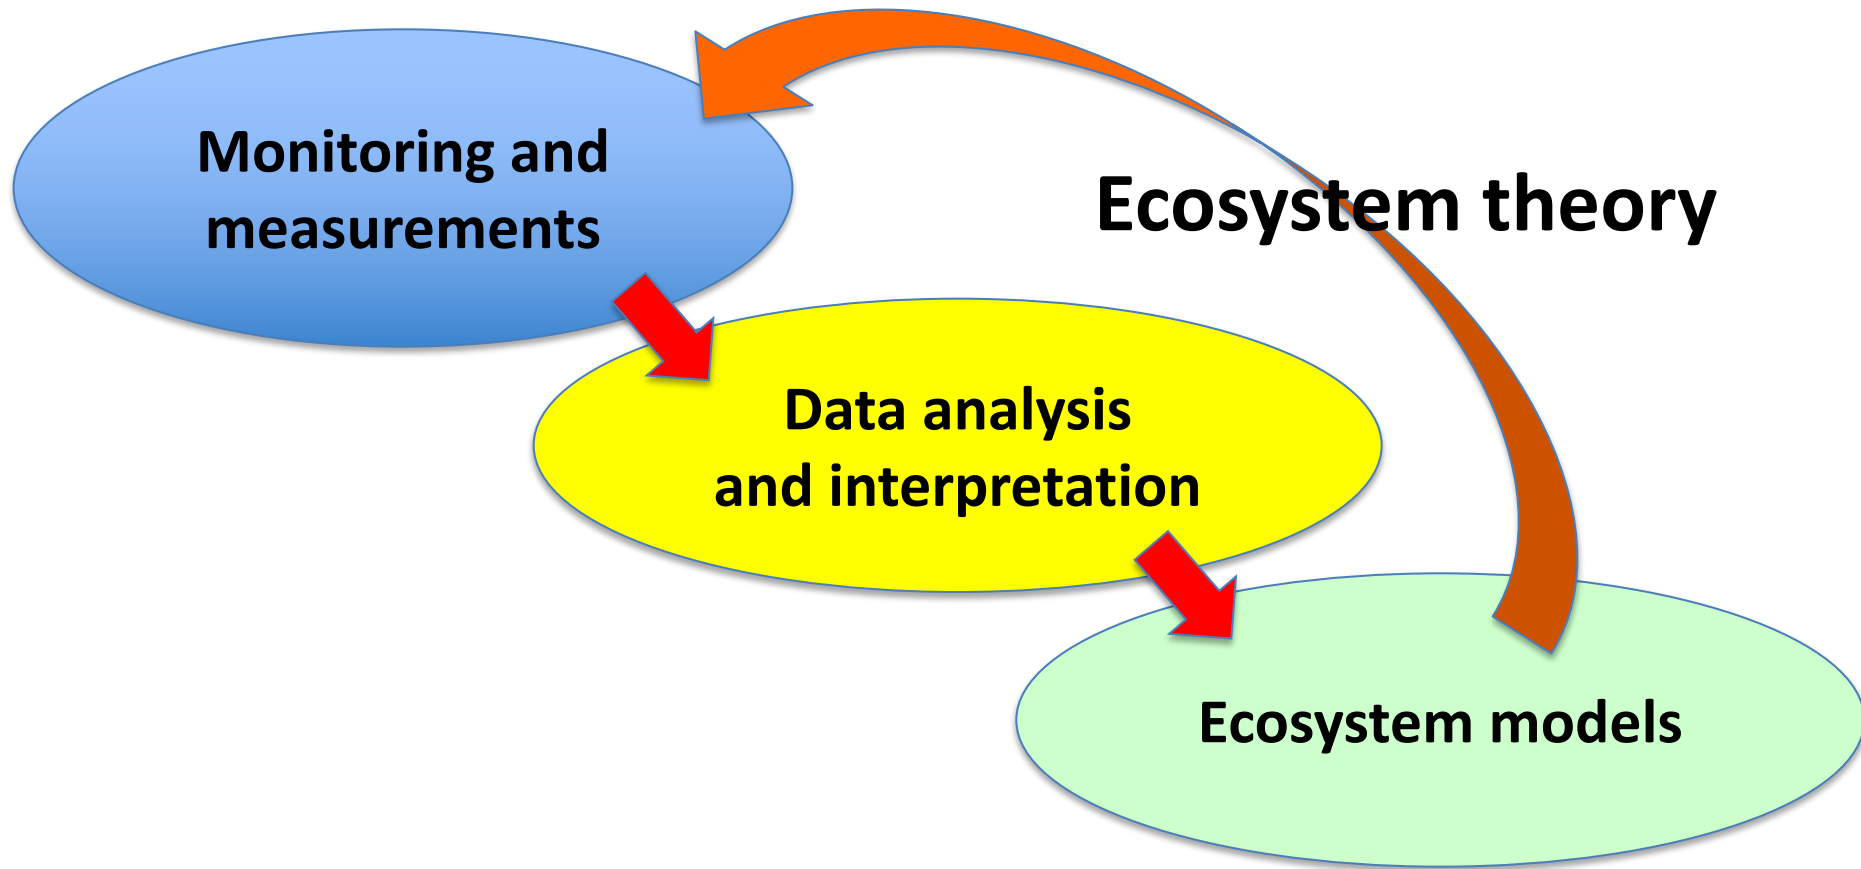 Monitoring and
measurements
Ecosystem theory
Data analysis
and interpretation
Ecosystem models